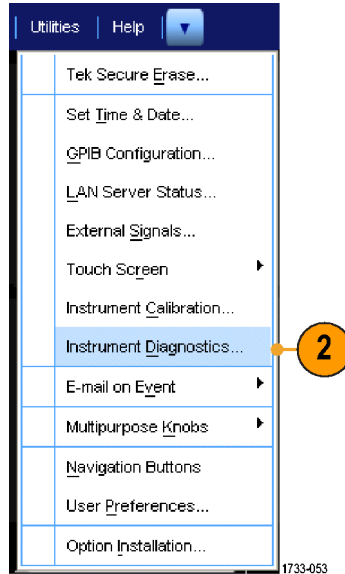 Utilities | Help
Tek Secure Erase...
Set Time & Date...
GPIB Configuration...
LAN Server Status...
External Signals...
Touch Screen
Instrument Calibration...
Instrument Diagnostics...
2
E-mail on Event
Multipurpose Knobs
Navigation Buttons
User Preferences...
Option Installation...
1733-053